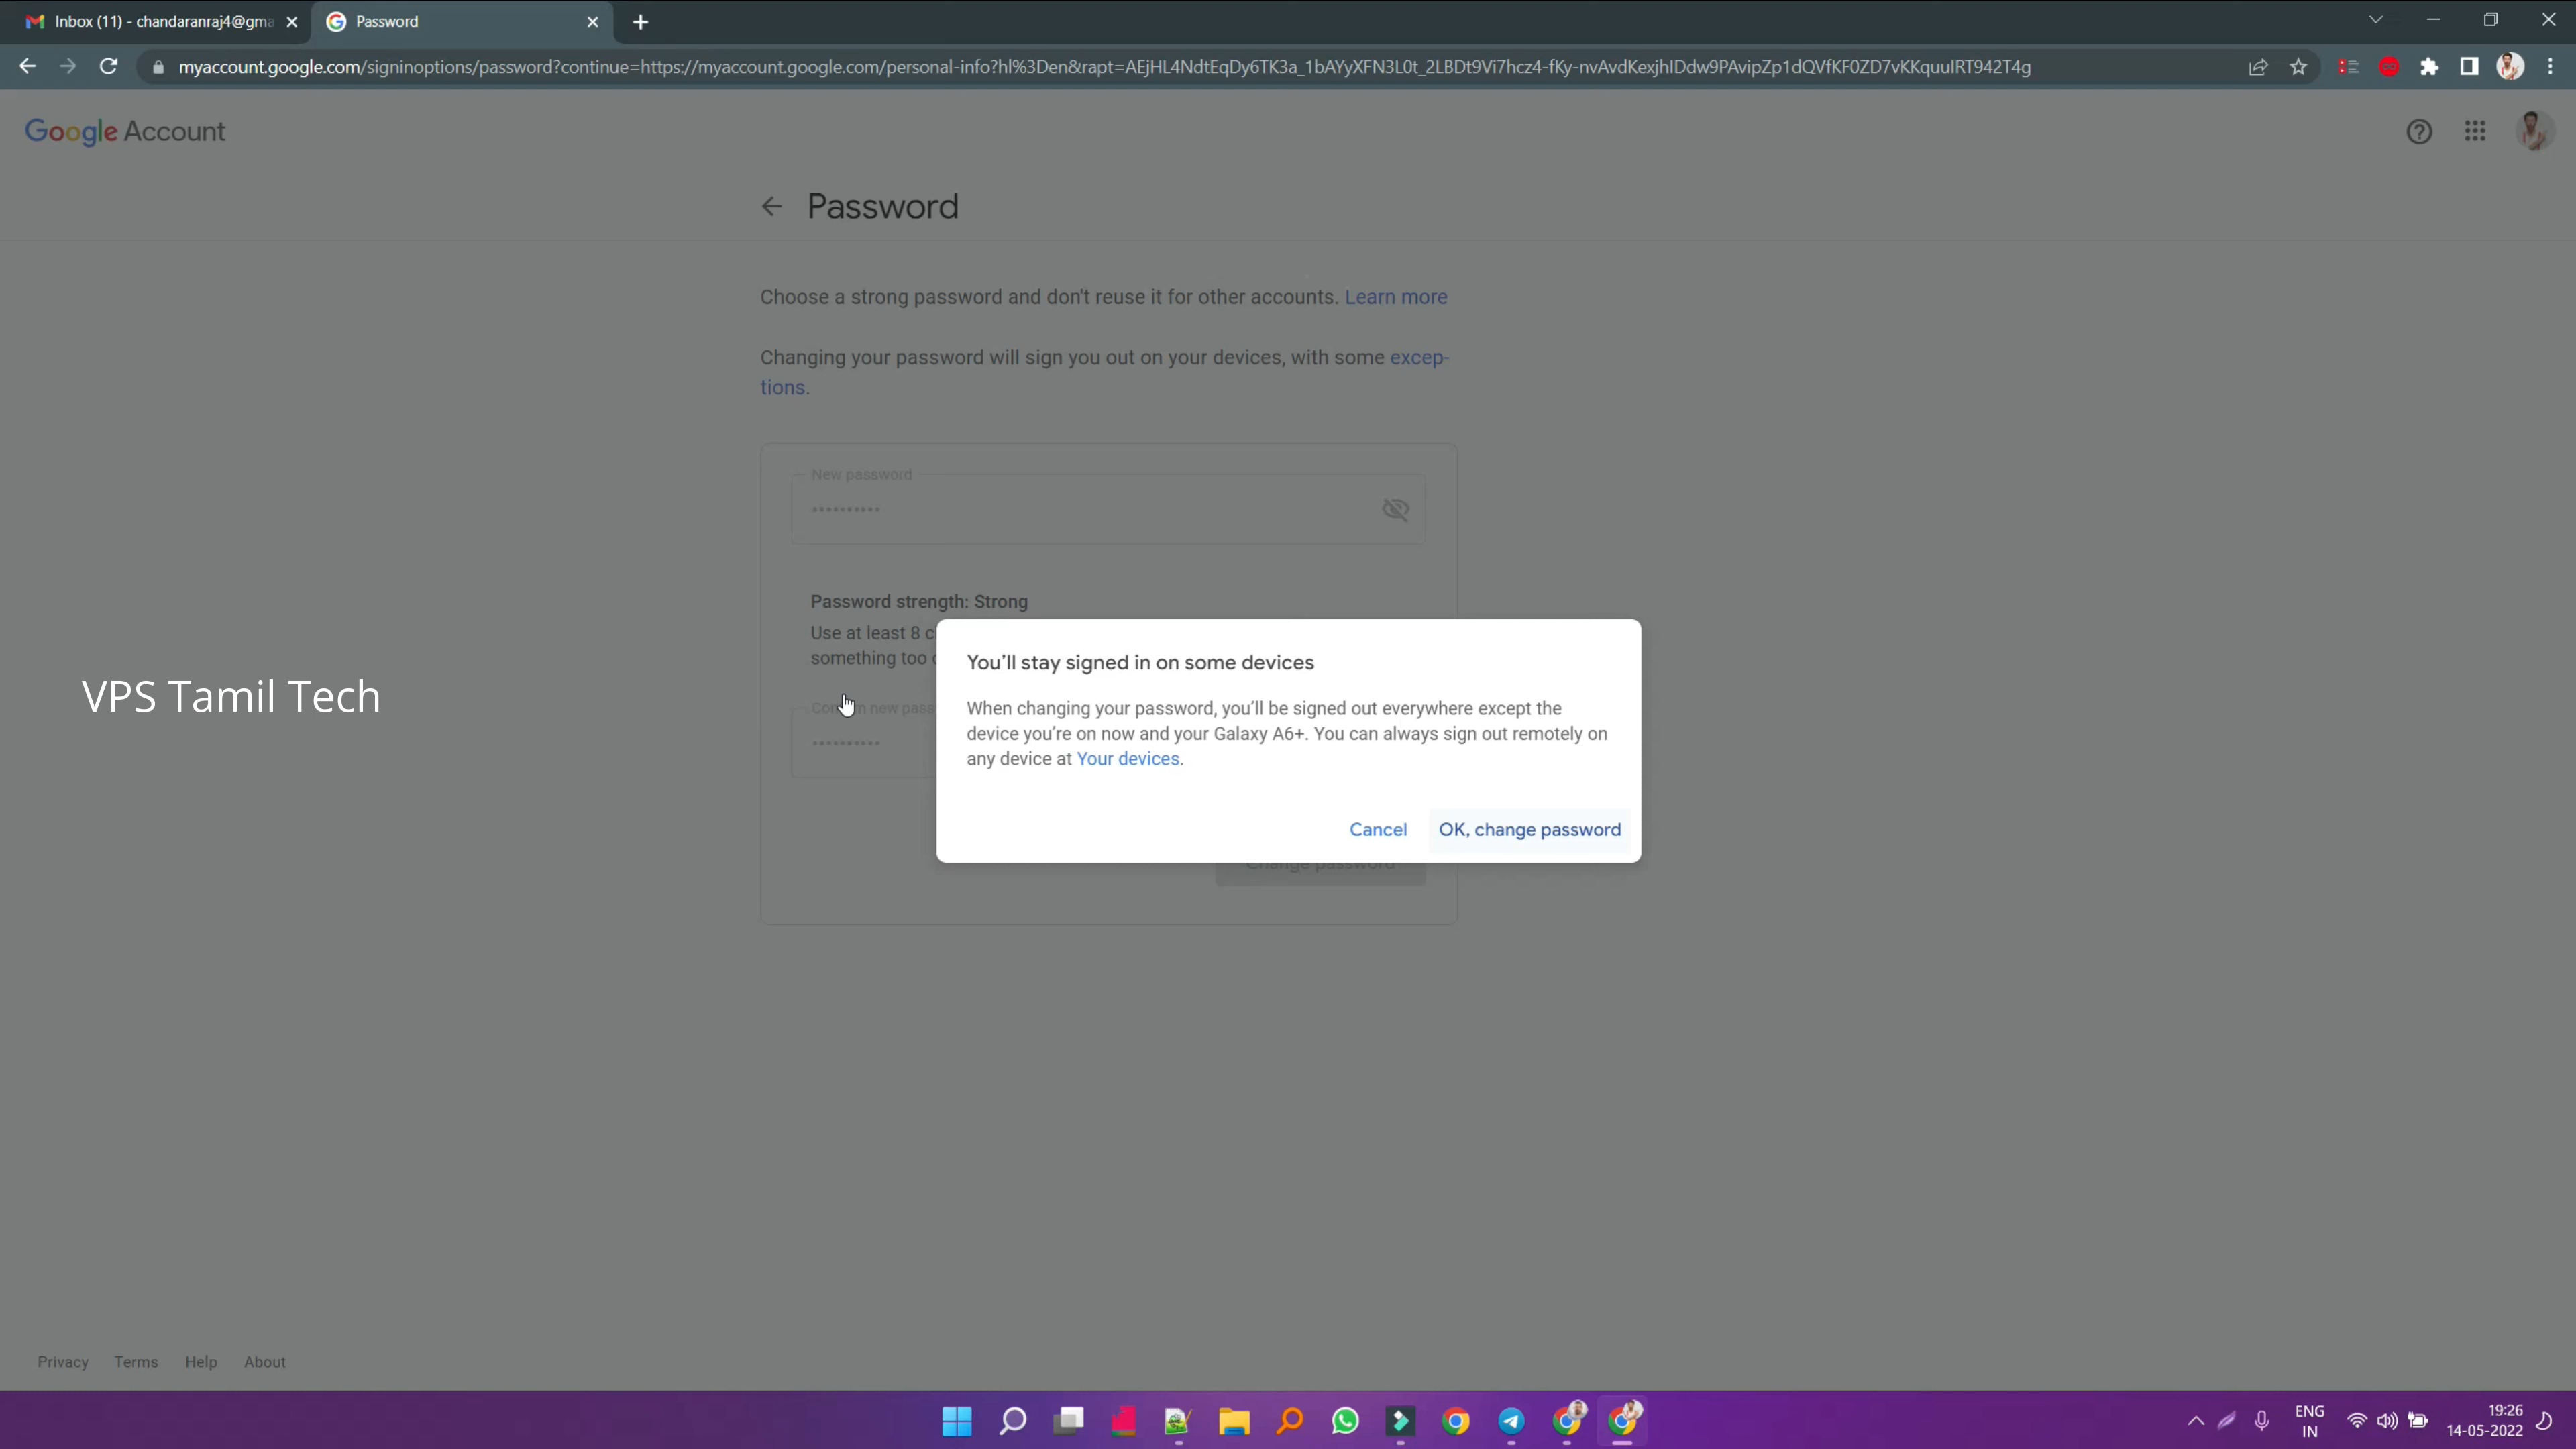 Inbox (11) - chandaranraj4@gma
Password
myaccount.google.com/signinoptions/password?continue=https://myaccount.google.com/personal-info?hl%3Den&rapt=AEjHL4NdtEqDy6TK3a_1bAYyXFN3L0t_2LBDt9Vi7hcz4-fKy-nvAvdKexjhIDdw9PAvipZp1dQVfKF0ZD7vKKquuIRT942T4g
Google Account
Password
Choose a strong password and don't reuse it for other accounts. Learn more
Changing your password will sign you out on your devices, with some excep-
tions.
New password
Password strength: Strong
Use at least 8 c
something too
You'll stay signed in on some devices
When changing your password, you'll be signed out everywhere except the
device you're on now and your Galaxy A6+. You can always sign out remotely on
any device at Your devices.
Cancel
OK, change password
new pass
Change password
VPS Tamil Tech
Privacy
Terms
Help
About
ENG
IN
19:26
14-05-2022